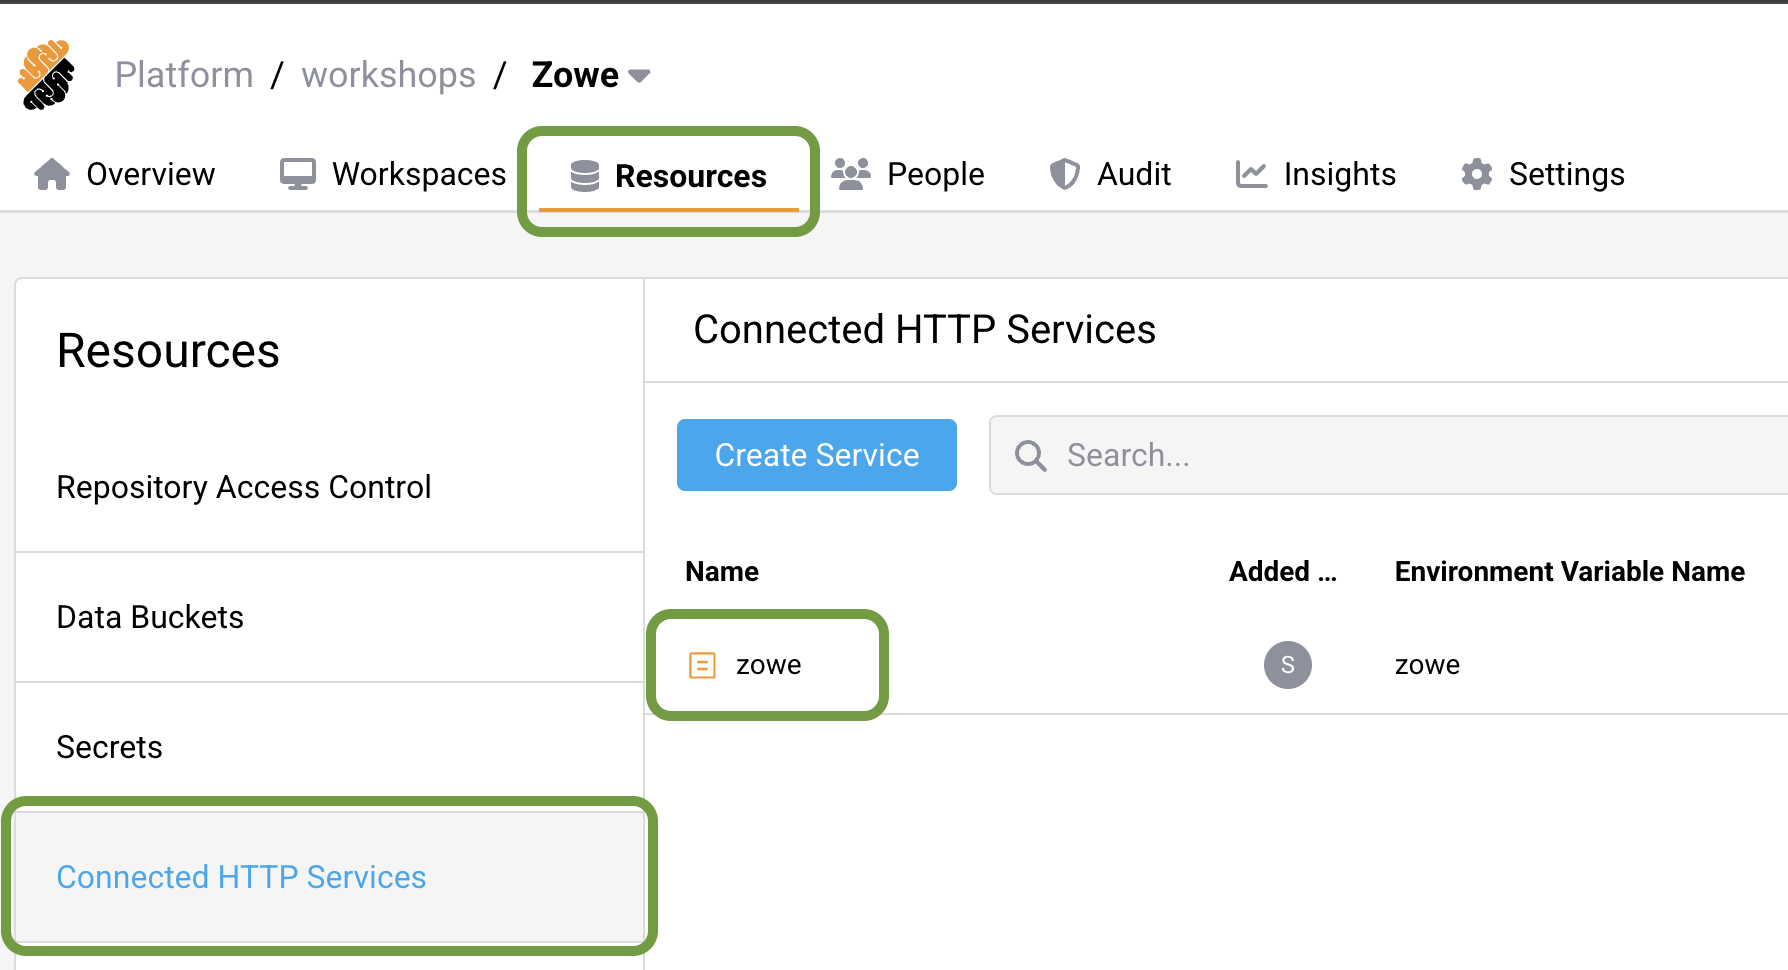 Platform / workshops / Zowe
Overview Workspaces Resources People Audit Insights Settings
Resources
Repository Access Control
Data Buckets
Secrets
Connected HTTP Services
Connected HTTP Services
Create Service Search...
Name Added ... Environment Variable Name
zowe S zowe